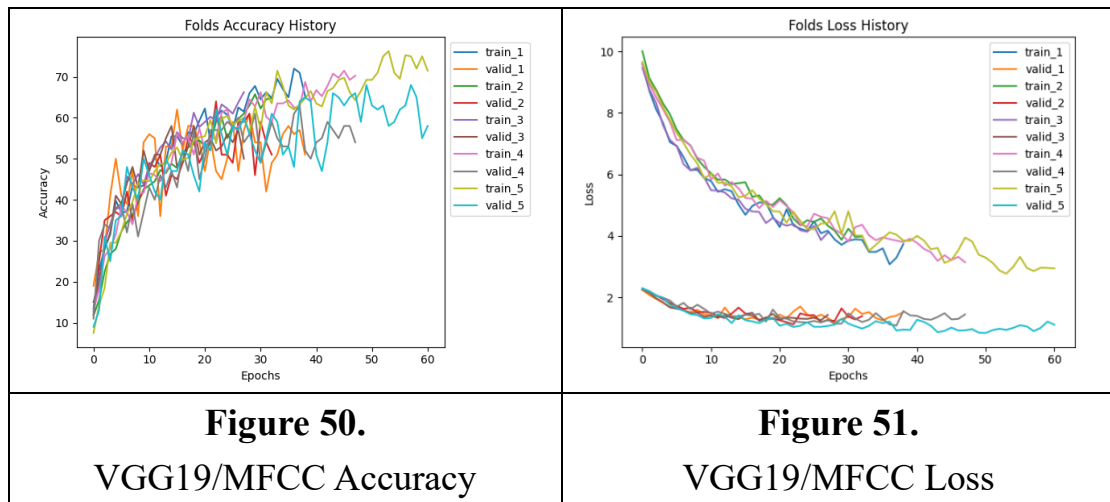 Folds Accuracy History
Accuracy
70
60
50
40
30
20
10
0
10
20
30
40
50
60
Epochs
train_1
valid_1
train_2
valid_2
train_3
valid_3
train_4
valid_4
train_5
valid_5
Figure 50.
VGG19/MFCC Accuracy
Folds Loss History
Loss
10
8
6
4
2
0
10
20
30
40
50
60
Epochs
train_1
valid_1
train_2
valid_2
train_3
valid_3
train_4
valid_4
train_5
valid_5
Figure 51.
VGG19/MFCC Loss